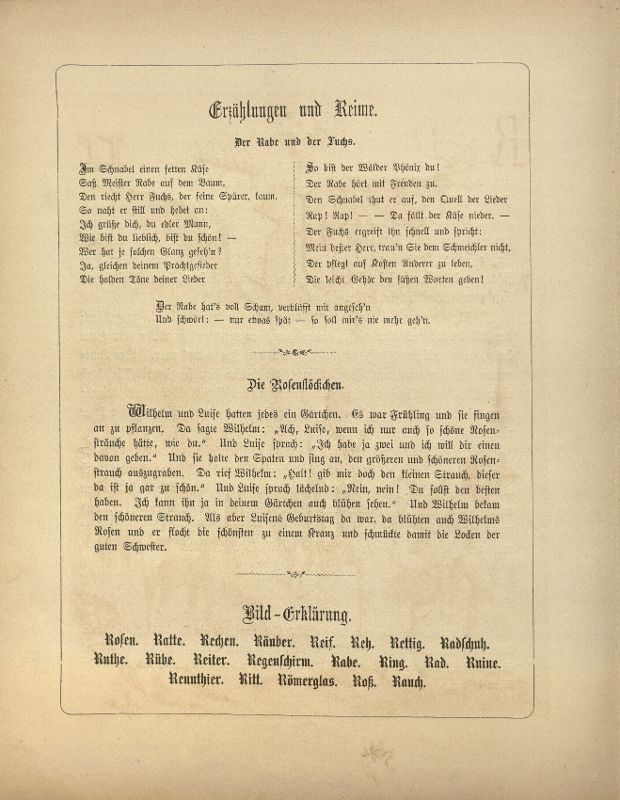 Erzählungen und Reime.
Der Rabe und der Fuchs.
Im Schnabel einen fetten Käse
Saß Meister Rabe auf dem Baum,
Den riecht Herr Fuchs, der feine Spürer, kaum,
So naht er still und hebet an:
Ich grüße dich, du edler Mann,
Wie bist du lieblich, bist du schön! —
Wer hat je solchen Glanz geseh'n?
Ja, gleichen deinem Prachtgefieder
Die holden Töne deiner Lieder
So bist der Wälder Phönix du!
Der Rabe hört mit Freuden zu.
Den Schnabel thut er auf, den Quell der Lieder
Rap! Rap! — — Da fällt der Käse nieder. —
Der Fuchs ergreift ihn schnell und spricht:
Mein beßer Herr, trau'n Sie dem Schmeichler nicht,
Der pflegt auf Kosten Anderer zu leben,
Die leicht Gehör den süßen Worten geben!
Der Rabe hat's voll Scham, verblüfft mit angeseh'n
Und schwört: — nur etwas spät — so soll mir's nie mehr geh'n.
Die Rosenstöckchen.
Wilhelm und Luise hatten jedes ein Gärtchen. Es war Frühling und sie fingen
an zu pflanzen. Da sagte Wilhelm: „Ach, Luise, wenn ich nur auch so schöne Rosen-
sträuche hätte, wie du.“ Und Luise sprach: „Ich habe ja zwei und ich will dir einen
davon geben.“ Und sie holte den Spaten und fing an, den größeren und schöneren Rosen-
strauch auszugraben. Da rief Wilhelm: „Halt! gib mir doch den kleinen Strauch, dieser
da ist ja gar zu schön.“ Und Luise sprach lächelnd: „Nein, nein! Du sollst den besten
haben. Ich kann ihn ja in deinem Gärtchen auch blühen sehen.“ Und Wilhelm bekam
den schöneren Strauch. Als aber Luisens Geburtstag da war, da blühten auch Wilhelms
Rosen und er flocht die schönsten zu einem Kranz und schmückte damit die Locken der
guten Schwester.
Bild-Erklärung.
Rosen. Ratte. Rechen. Räuber. Reif. Reh. Rettig. Radschuh.
Ruthe. Rübe. Reiter. Regenschirm. Rabe. Ring. Rad. Ruine.
Rennthier. Ritt. Römerglas. Roß. Rauch.